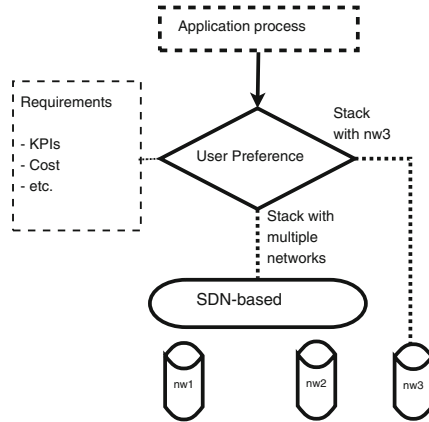 Application process
Requirements
- KPIs
- Cost
- etc.
Stack
with nw3
User Preference
Stack with
multiple
networks
SDN-based
nw1
nw2
nw3